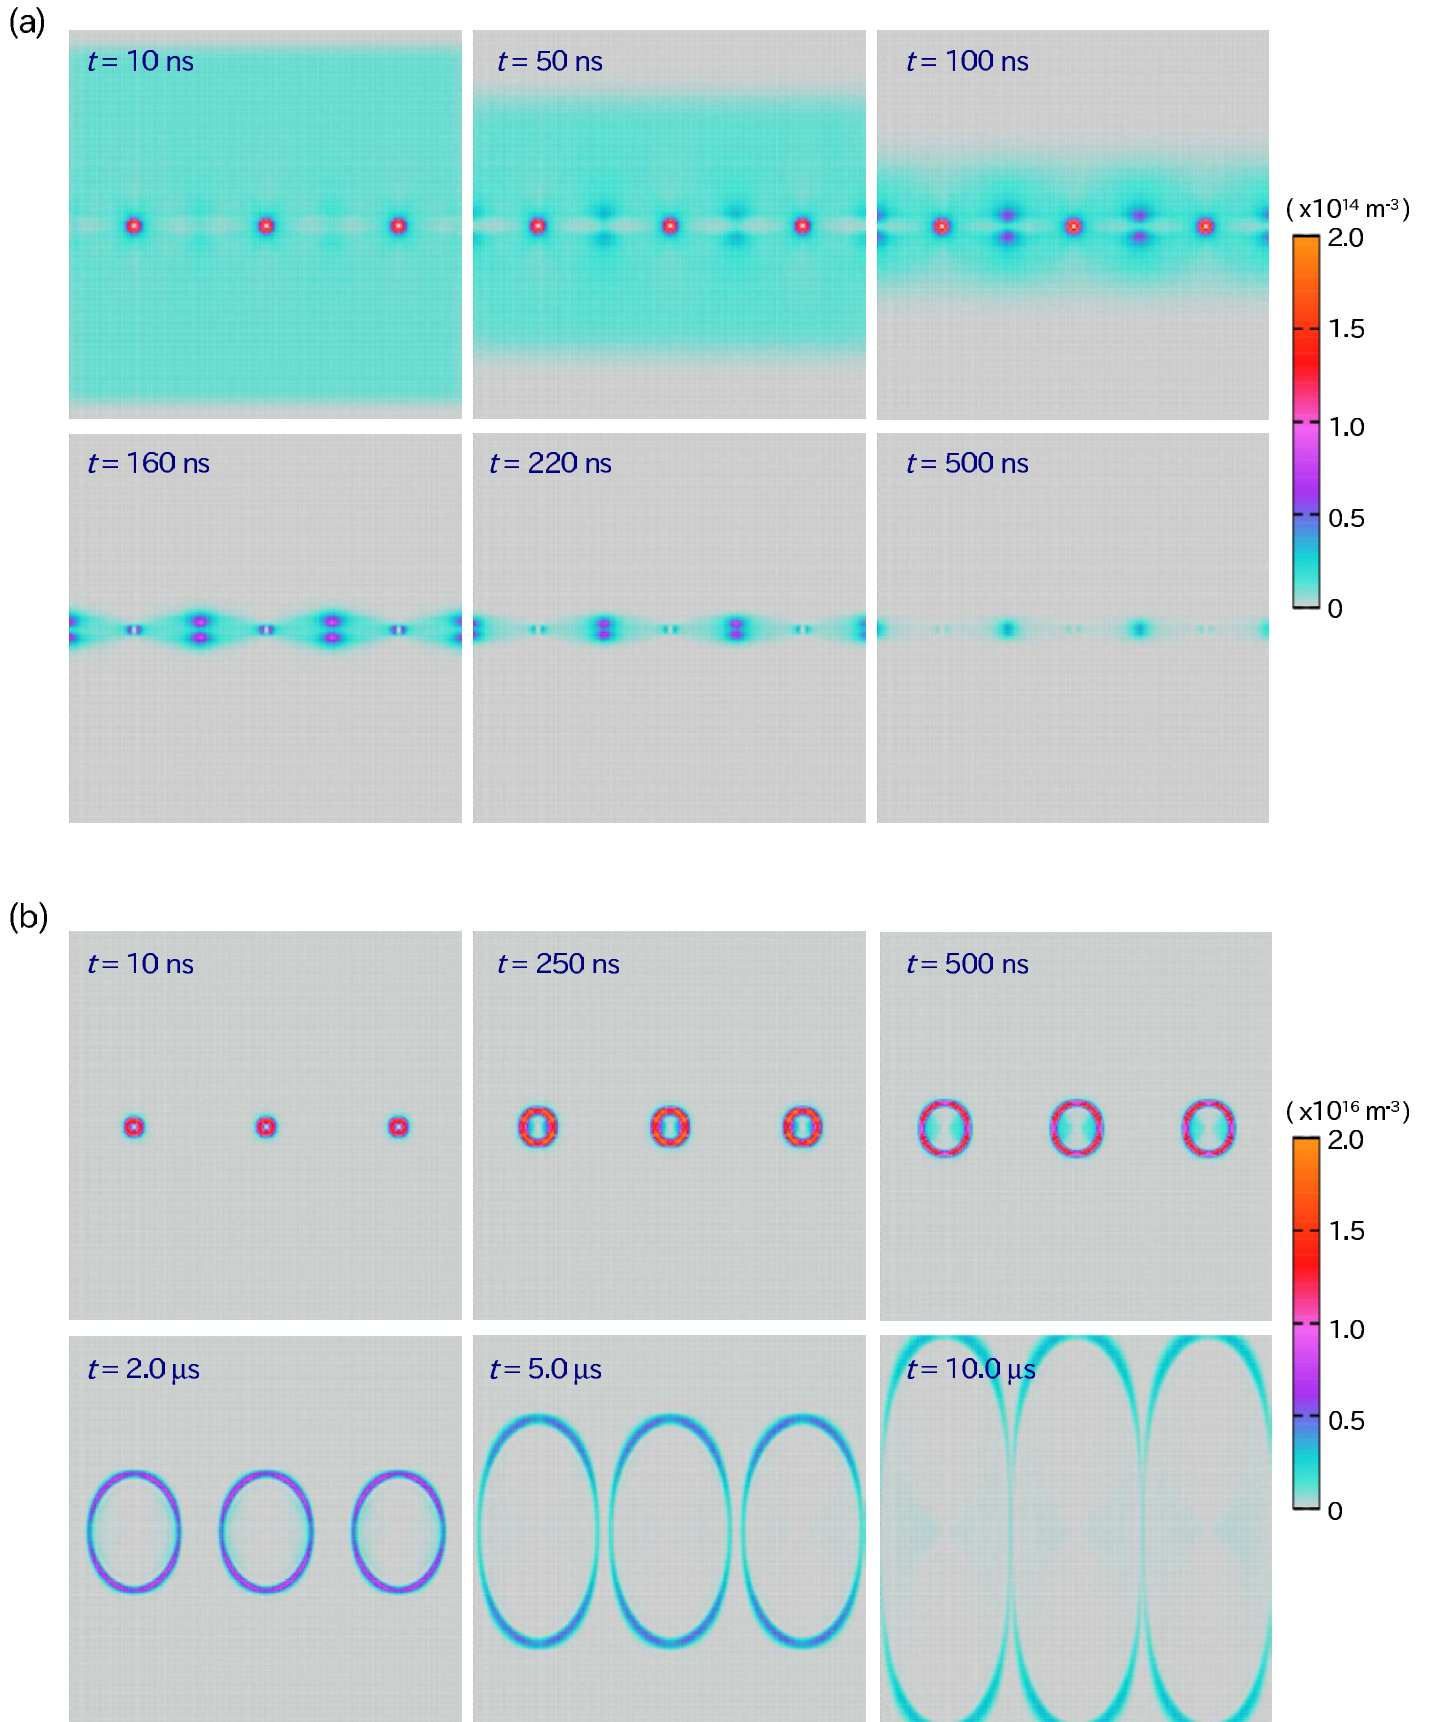 (a)
t = 10 ns
t = 50 ns
t = 100 ns
(x10¹⁴ m⁻³)
2.0
1.5
1.0
0.5
0
t = 160 ns
t = 220 ns
t = 500 ns
(b)
t = 10 ns
t = 250 ns
t = 500 ns
(x10¹⁶ m⁻³)
2.0
1.5
1.0
0.5
0
t = 2.0 μs
t = 5.0 μs
t = 10.0 μs